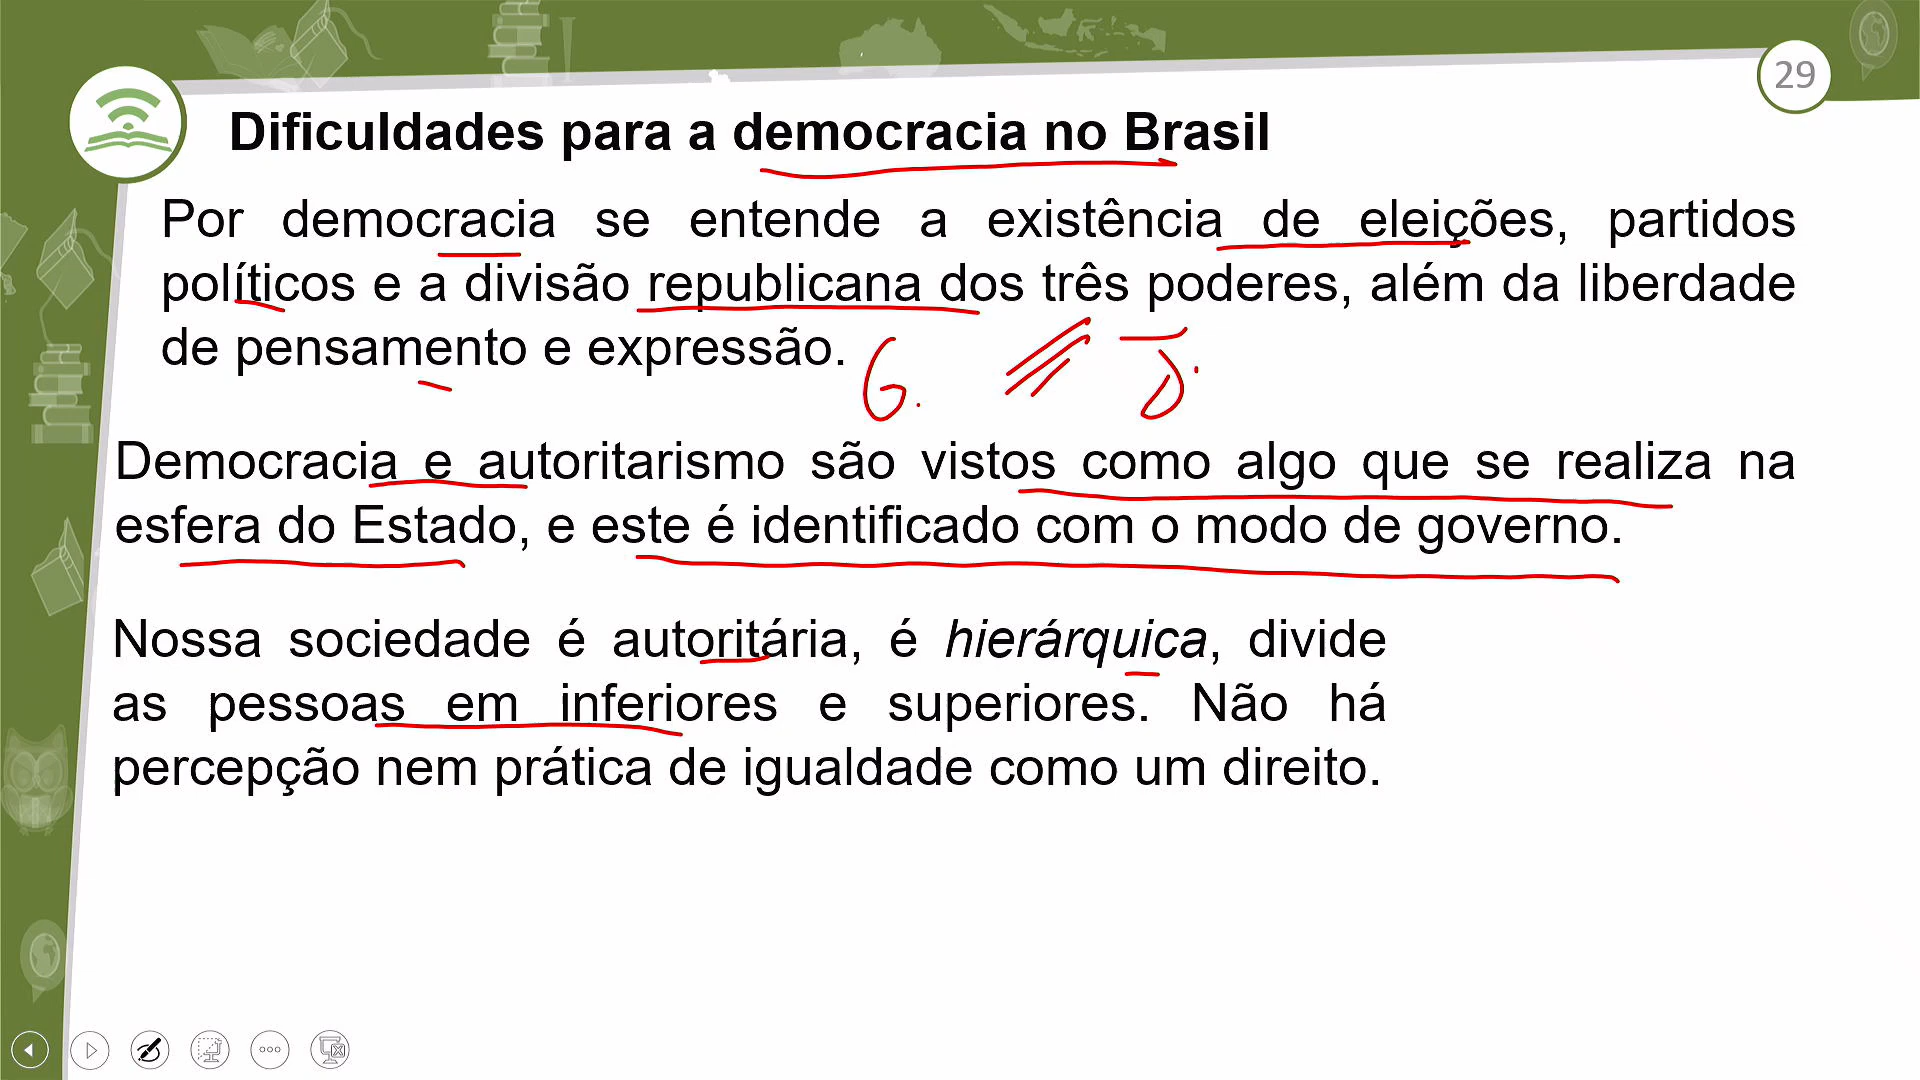 29
Dificuldades para a democracia no Brasil
Por democracia se entende a existência de eleições, partidos
políticos e a divisão republicana dos três poderes, além da liberdade
de pensamento e expressão.
Democracia e autoritarismo são vistos como algo que se realiza na
esfera do Estado, e este é identificado com o modo de governo.
Nossa sociedade é autoritária, é hierárquica, divide
as pessoas em inferiores e superiores. Não há
percepção nem prática de igualdade como um direito.